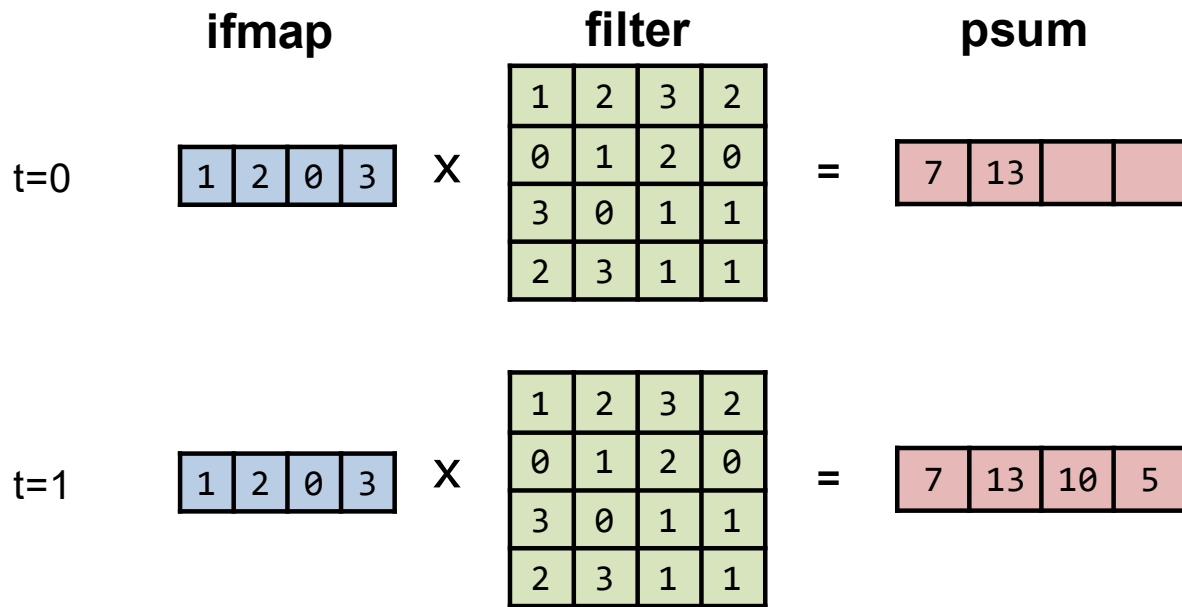 ifmap filter psum
1 2 3 2
0 1 2 0
t=0 1 2 0 3 x = 7 13
3 0 1 1
2 3 1 1
1 2 3 2
0 1 2 0
t=1 1 2 0 3 x = 7 13 10 5
3 0 1 1
2 3 1 1